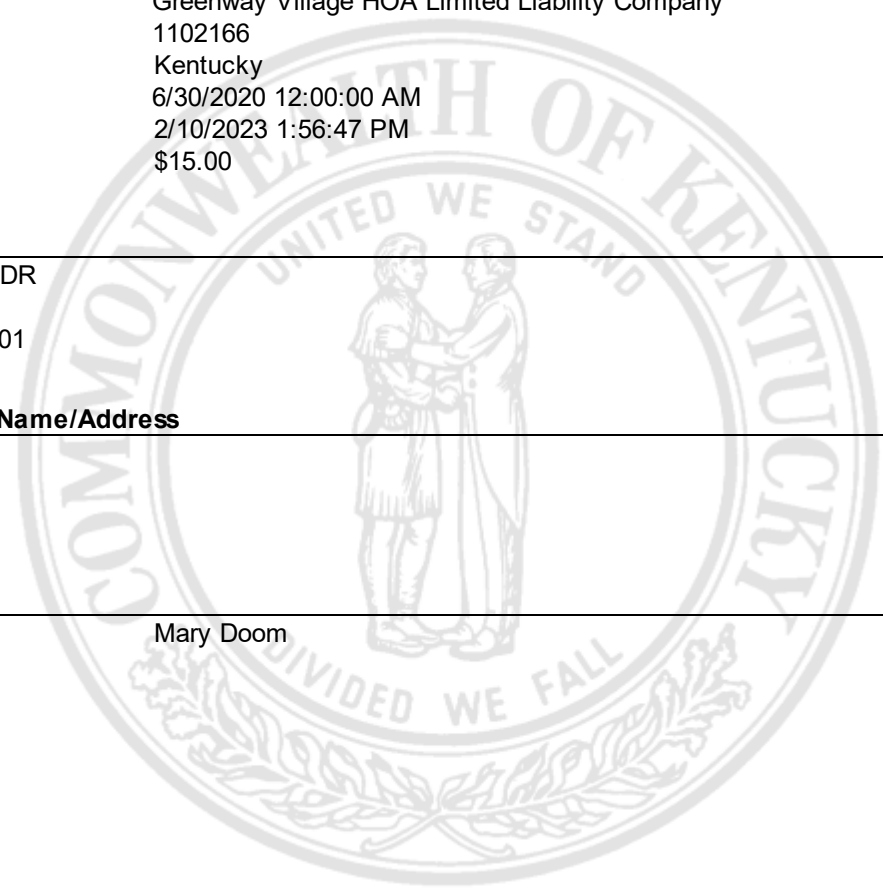 Greenway Village HOA Limited Liability Company
1102166
Kentucky
6/30/2020 12:00:00 AM
2/10/2023 1:56:47 PM
$15.00
DR
01
Name/Address
Mary Doom
COMMONWEALTH OF KENTUCKY
UNITED WE STAND
DIVIDED WE FALL